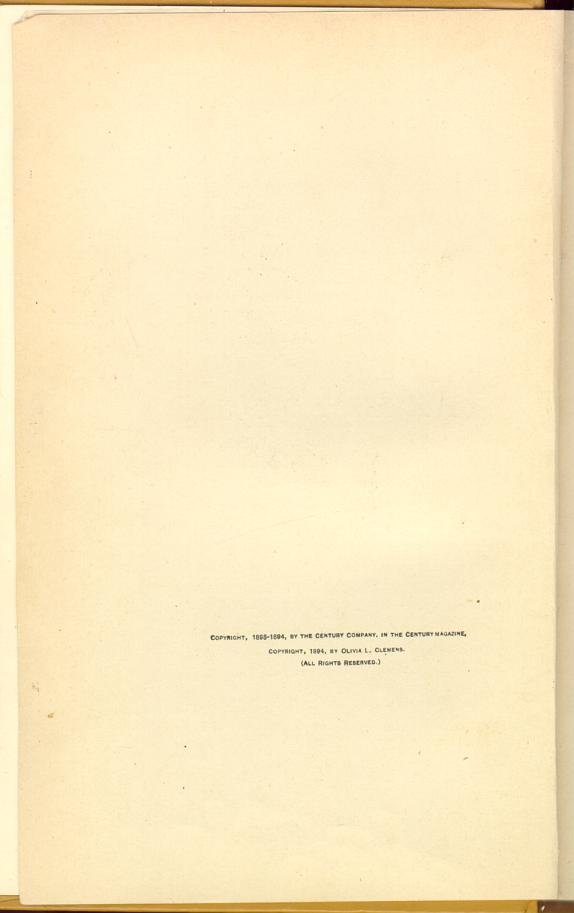 COPYRIGHT, 1893-1894, BY THE CENTURY COMPANY, IN THE CENTURY MAGAZINE,
COPYRIGHT, 1894, BY OLIVIA L. CLEMENS.
(ALL RIGHTS RESERVED.)